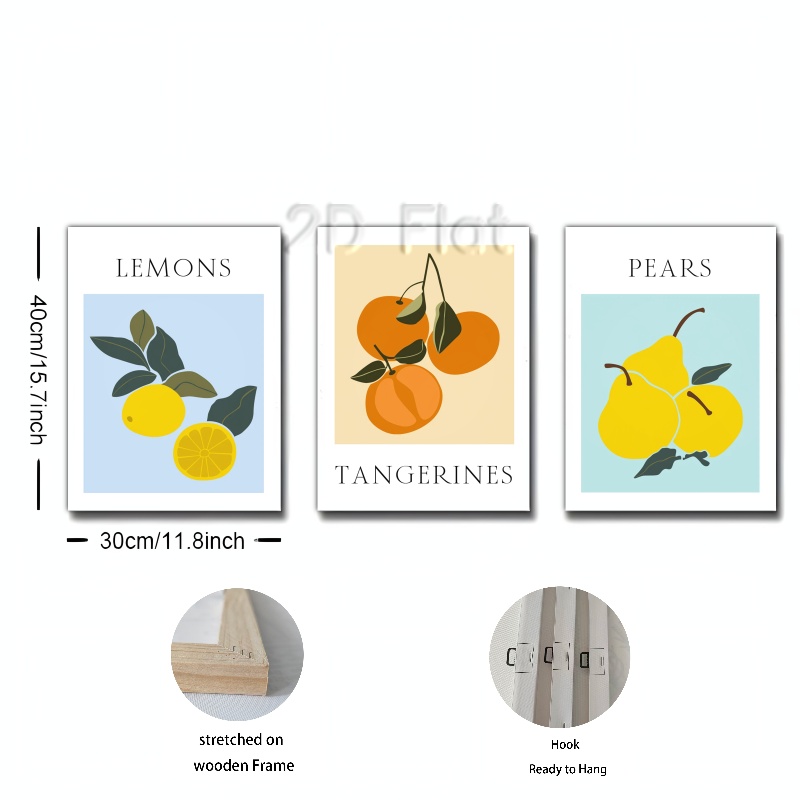 2D Flat
LEMONS
PEARS
TANGERINES
40cm/15.7inch
30cm/11.8inch
stretched on
wooden Frame
Hook
Ready to Hang